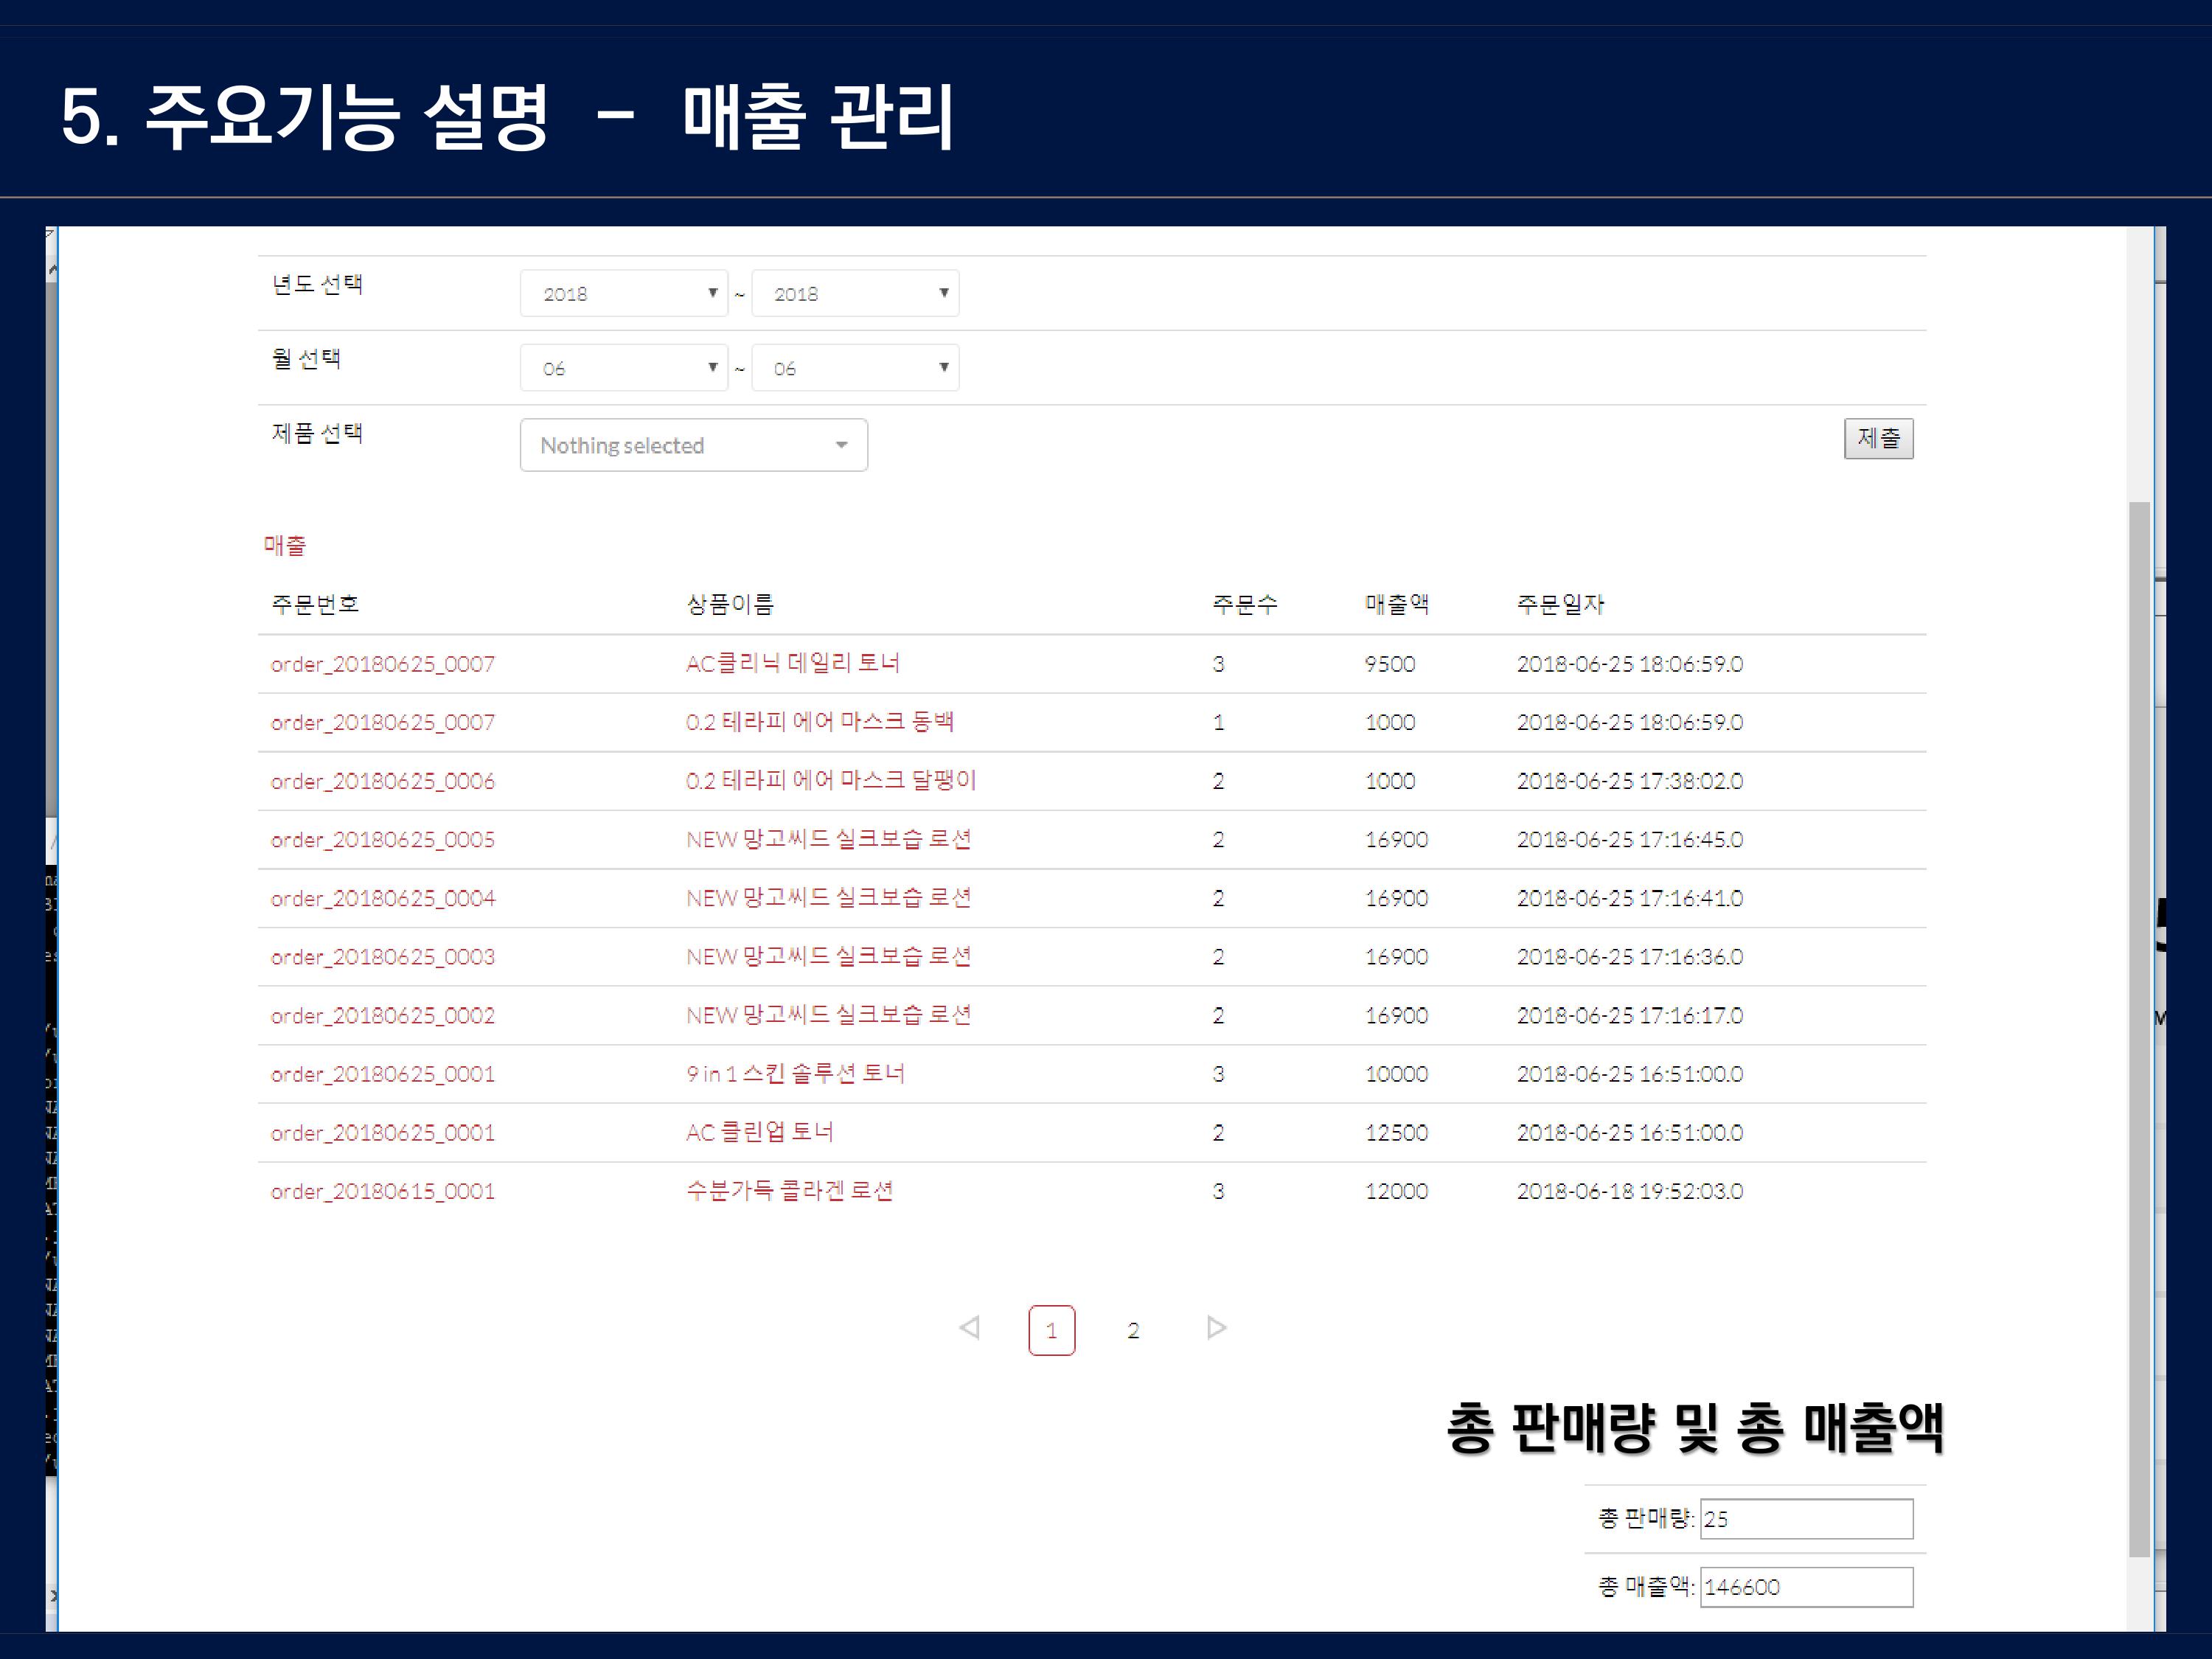 5. 주요기능 설명 - 매출 관리
년도 선택 2018 ~ 2018
월 선택 06 ~ 06
제품 선택 Nothing selected 제출
매출
주문번호 상품이름 주문수 매출액 주문일자
order_20180625_0007 AC클리닉 데일리 토너 3 9500 2018-06-25 18:06:59.0
order_20180625_0007 0.2 테라피 에어 마스크 동백 1 1000 2018-06-25 18:06:59.0
order_20180625_0006 0.2 테라피 에어 마스크 달팽이 2 1000 2018-06-25 17:38:02.0
order_20180625_0005 NEW 망고씨드 실크보습 로션 2 16900 2018-06-25 17:16:45.0
order_20180625_0004 NEW 망고씨드 실크보습 로션 2 16900 2018-06-25 17:16:41.0
order_20180625_0003 NEW 망고씨드 실크보습 로션 2 16900 2018-06-25 17:16:36.0
order_20180625_0002 NEW 망고씨드 실크보습 로션 2 16900 2018-06-25 17:16:17.0
order_20180625_0001 9 in 1 스킨 솔루션 토너 3 10000 2018-06-25 16:51:00.0
order_20180625_0001 AC 클린업 토너 2 12500 2018-06-25 16:51:00.0
order_20180615_0001 수분가득 콜라겐 로션 3 12000 2018-06-18 19:52:03.0
1 2
총 판매량 및 총 매출액
총 판매량: 25
총 매출액: 146600